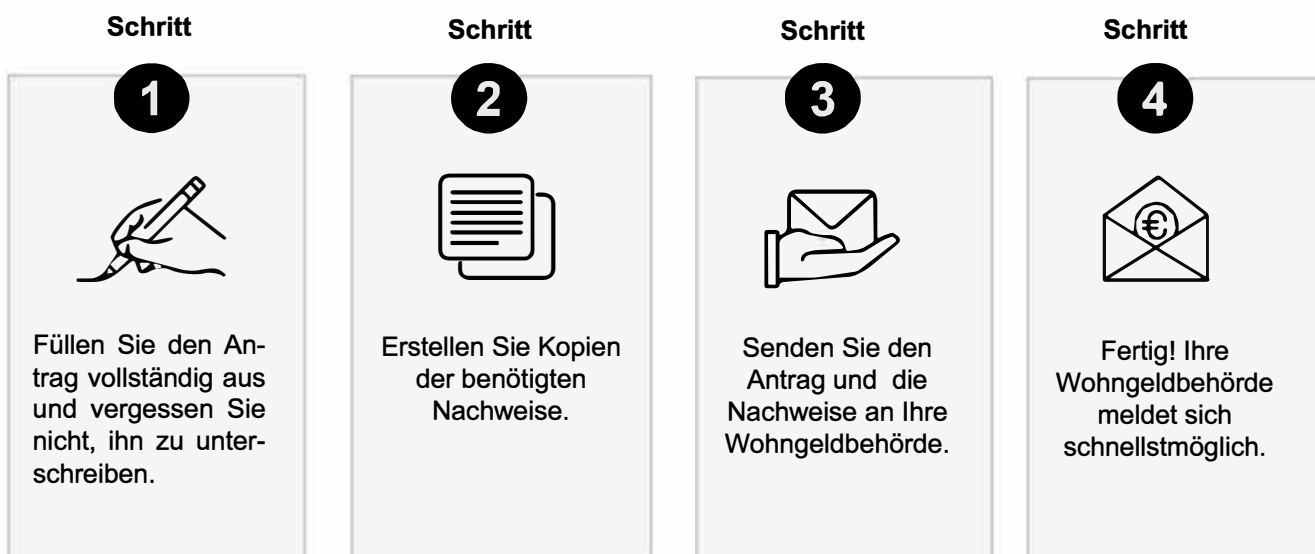 Schritt
1
Füllen Sie den An-
trag vollständig aus
und vergessen Sie
nicht, ihn zu unter-
schreiben.
Schritt
2
Erstellen Sie Kopien
der benötigten
Nachweise.
Schritt
3
Senden Sie den
Antrag und die
Nachweise an Ihre
Wohngeldbehörde.
Schritt
4
€
Fertig! Ihre
Wohngeldbehörde
meldet sich
schnellstmöglich.